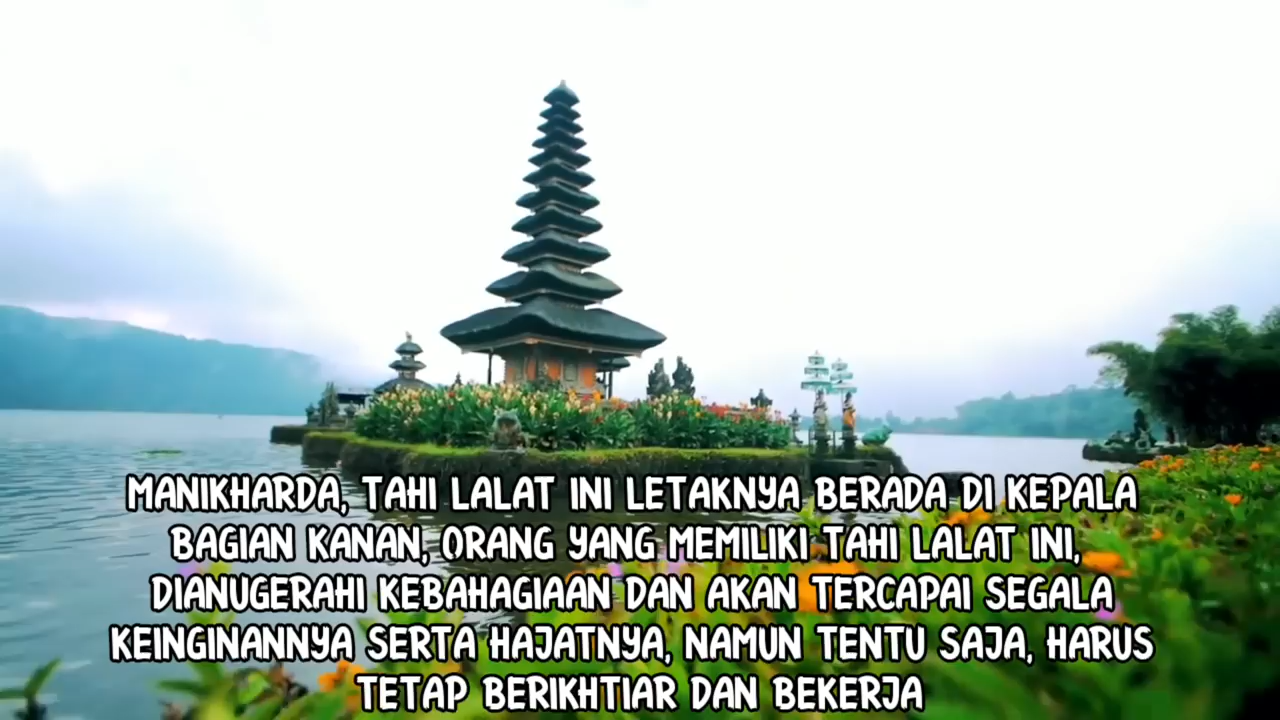 MANIKHARDA, TAHI LALAT INI LETAKNYA BERADA DI KEPALA
BAGIAN KANAN, ORANG YANG MEMILIKI TAHI LALAT INI,
DIANUGERAHI KEBAHAGIAAN DAN AKAN TERCAPAI SEGALA
KEINGINANNYA SERTA HAJATNYA, NAMUN TENTU SAJA, HARUS
TETAP BERIKHTIAR DAN BEKERJA